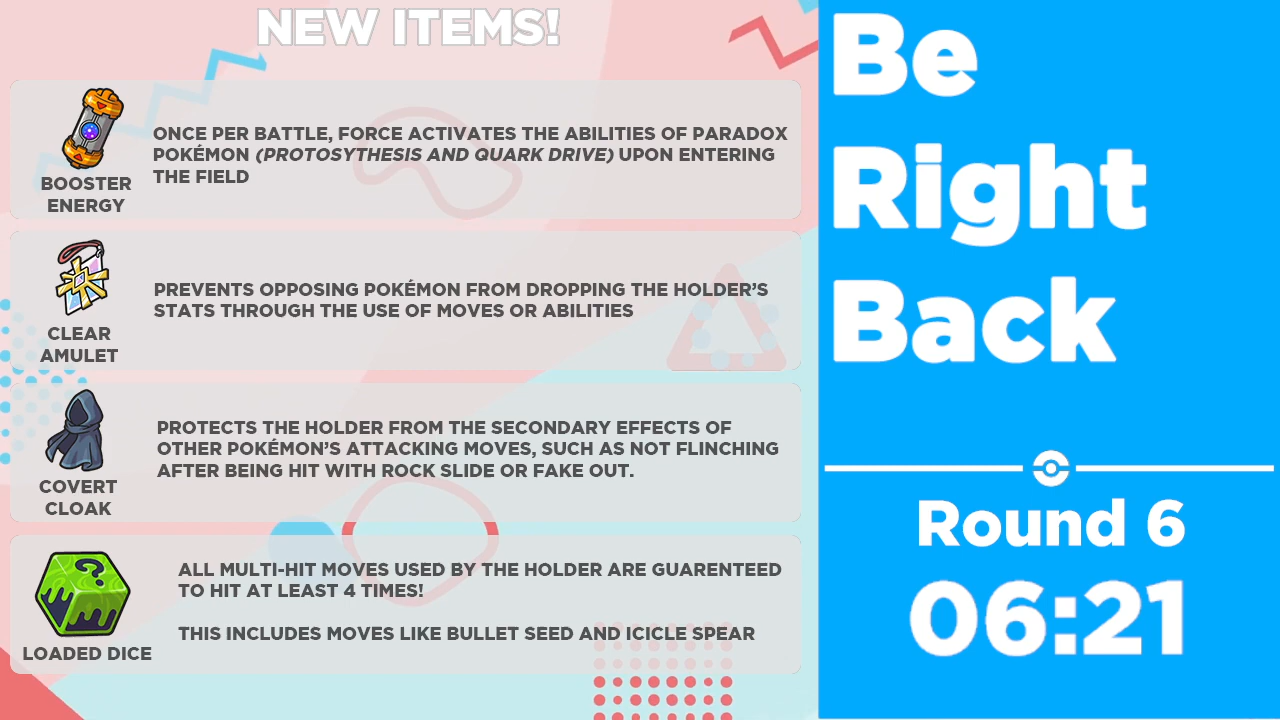 NEW ITEMS!
BOOSTER
ENERGY
ONCE PER BATTLE, FORCE ACTIVATES THE ABILITIES OF PARADOX
POKÉMON (PROTOSYTHESIS AND QUARK DRIVE) UPON ENTERING
THE FIELD
CLEAR
AMULET
PREVENTS OPPOSING POKÉMON FROM DROPPING THE HOLDER'S
STATS THROUGH THE USE OF MOVES OR ABILITIES
COVERT
CLOAK
PROTECTS THE HOLDER FROM THE SECONDARY EFFECTS OF
OTHER POKÉMON'S ATTACKING MOVES, SUCH AS NOT FLINCHING
AFTER BEING HIT WITH ROCK SLIDE OR FAKE OUT.
?
LOADED DICE
ALL MULTI-HIT MOVES USED BY THE HOLDER ARE GUARENTEED
TO HIT AT LEAST 4 TIMES!
THIS INCLUDES MOVES LIKE BULLET SEED AND ICICLE SPEAR
Be
Right
Back
Round 6
06:21